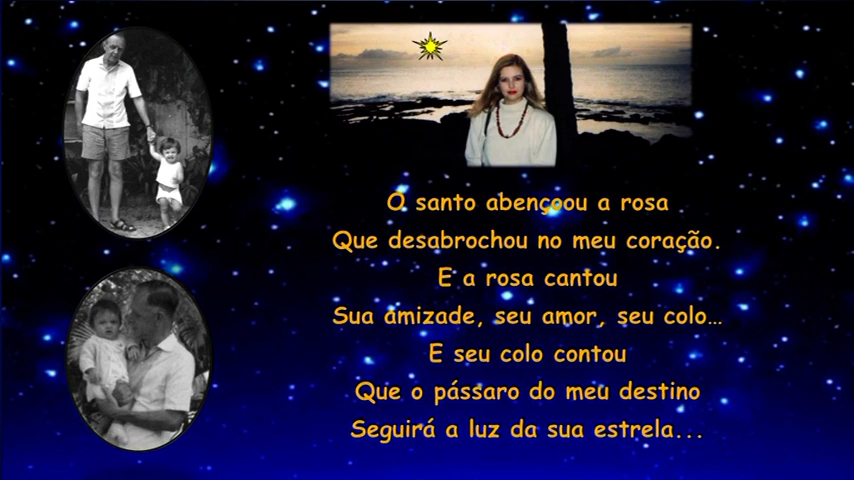 O santo abençoou a rosa
Que desabrochou no meu coração.
E a rosa cantou
Sua amizade, seu amor, seu colo...
E seu colo contou
Que o pássaro do meu destino
Seguirá a luz da sua estrela...